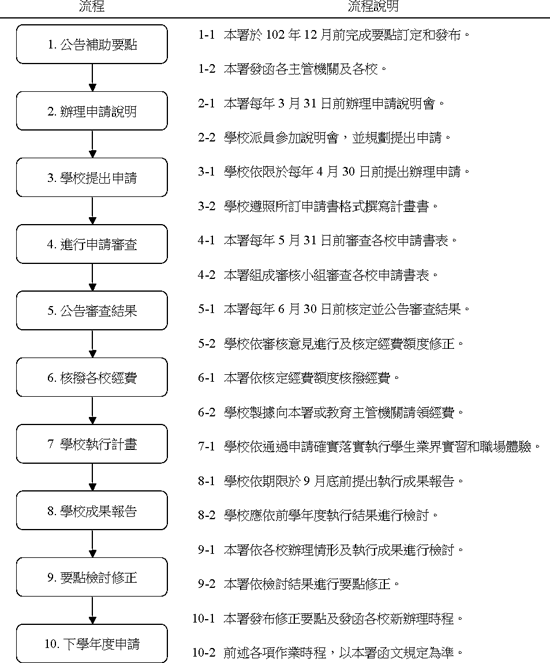 流程
流程說明
1. 公告補助要點
1-1 本署於 102 年 12 月前完成要點訂定和發布。
1-2 本署發函各主管機關及各校。
2. 辦理申請說明
2-1 本署每年 3 月 31 日前辦理申請說明會。
2-2 學校派員參加說明會，並規劃提出申請。
3. 學校提出申請
3-1 學校依限於每年 4 月 30 日前提出辦理申請。
3-2 學校遵照所訂申請書格式撰寫計畫書。
4. 進行申請審查
4-1 本署每年 5 月 31 日前審查各校申請書表。
4-2 本署組成審核小組審查各校申請書表。
5. 公告審查結果
5-1 本署每年 6 月 30 日前核定並公告審查結果。
5-2 學校依審核意見進行及核定經費額度修正。
6. 核撥各校經費
6-1 本署依核定經費額度核撥經費。
6-2 學校製據向本署或教育主管機關請領經費。
7 學校執行計畫
7-1 學校依通過申請確實落實執行學生業界實習和職場體驗。
8-1 學校依期限於 9 月底前提出執行成果報告。
8. 學校成果報告
8-2 學校應依前學年度執行結果進行檢討。
9-1 本署依各校辦理情形及執行成果進行檢討。
9. 要點檢討修正
9-2 本署依檢討結果進行要點修正。
10-1 本署發布修正要點及發函各校新辦理時程。
10. 下學年度申請
10-2 前述各項作業時程，以本署函文規定為準。